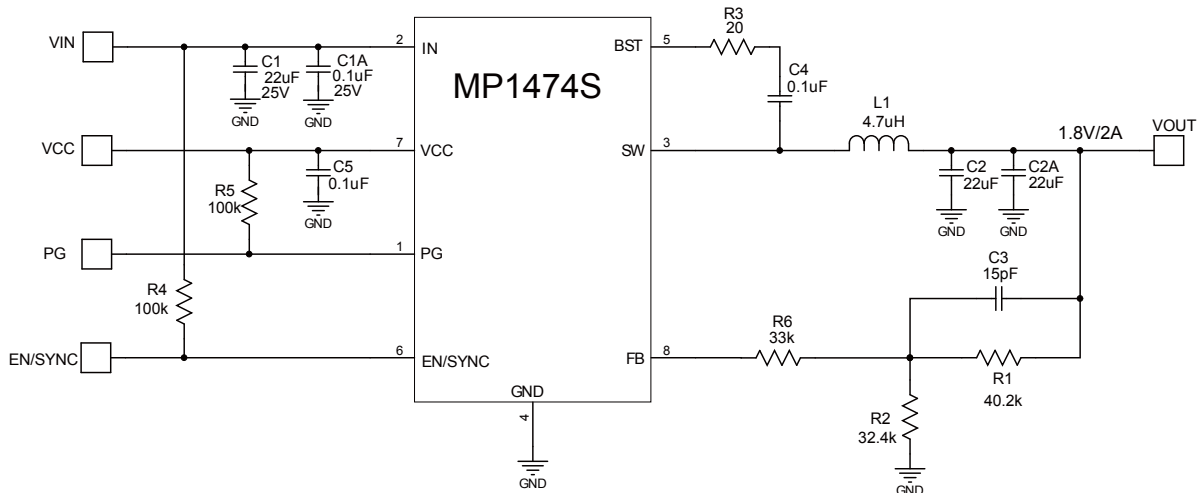 VIN
C1
22uF
25V
GND
C1A
0.1uF
25V
GND
2
IN
MP1474S
BST
5
R3
20
C4
0.1uF
VCC
7
VCC
C5
0.1uF
GND
R5
100k
SW
3
L1
4.7uH
1.8V/2A
VOUT
C2
22uF
GND
C2A
22uF
GND
PG
1
PG
R4
100k
C3
15pF
EN/SYNC
6
EN/SYNC
GND
4
GND
FB
8
R6
33k
R1
40.2k
R2
32.4k
GND